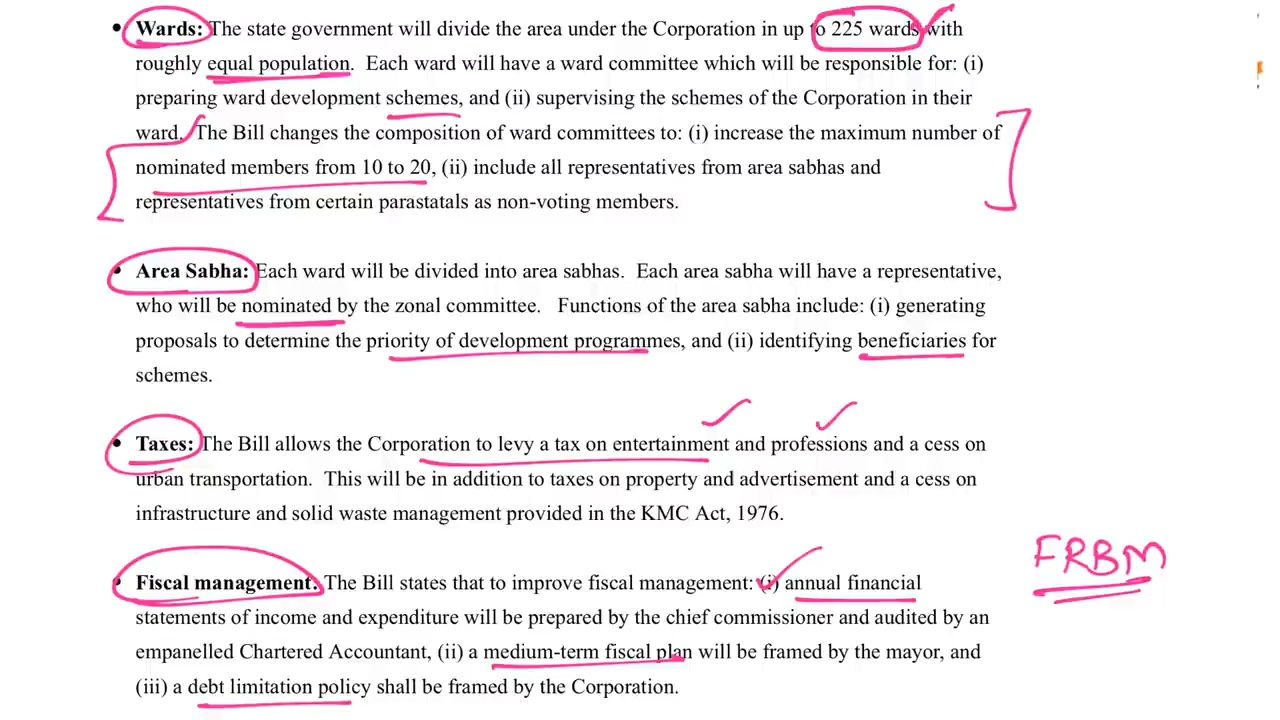 • Wards: The state government will divide the area under the Corporation in up to 225 wards with
roughly equal population.  Each ward will have a ward committee which will be responsible for: (i)
preparing ward development schemes, and (ii) supervising the schemes of the Corporation in their
ward.  The Bill changes the composition of ward committees to: (i) increase the maximum number of
nominated members from 10 to 20, (ii) include all representatives from area sabhas and
representatives from certain parastatals as non-voting members.
• Area Sabha: Each ward will be divided into area sabhas.  Each area sabha will have a representative,
who will be nominated by the zonal committee.   Functions of the area sabha include: (i) generating
proposals to determine the priority of development programmes, and (ii) identifying beneficiaries for
schemes.
• Taxes: The Bill allows the Corporation to levy a tax on entertainment and professions and a cess on
urban transportation.  This will be in addition to taxes on property and advertisement and a cess on
infrastructure and solid waste management provided in the KMC Act, 1976.
FRBM
• Fiscal management: The Bill states that to improve fiscal management: (i) annual financial
statements of income and expenditure will be prepared by the chief commissioner and audited by an
empanelled Chartered Accountant, (ii) a medium-term fiscal plan will be framed by the mayor, and
(iii) a debt limitation policy shall be framed by the Corporation.